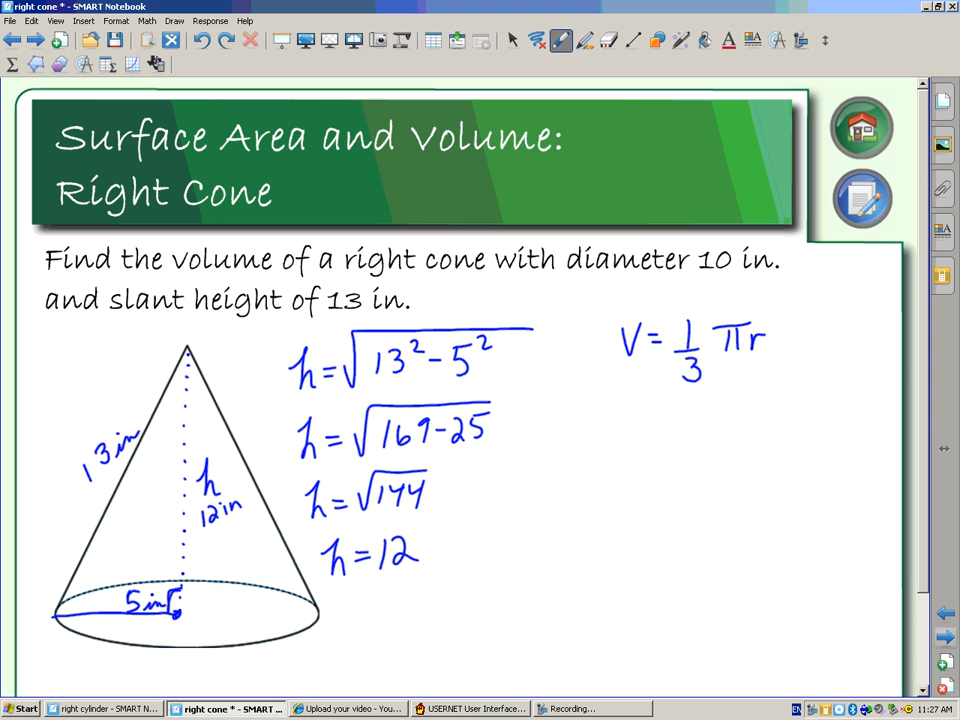 right cone * - SMART Notebook
File Edit View Insert Format Math Draw Response Help
Surface Area and Volume:
Right Cone
Find the volume of a right cone with diameter 10 in.
and slant height of 13 in.
h = √13² - 5²
V = 1/3 πr
h = √169-25
13 in
h
12 in
h = √144
h = 12
5 in
Start
right cylinder - SMART N...
right cone * - SMART ...
Upload your video - You...
USERNET User Interface...
Recording...
EN
11:27 AM